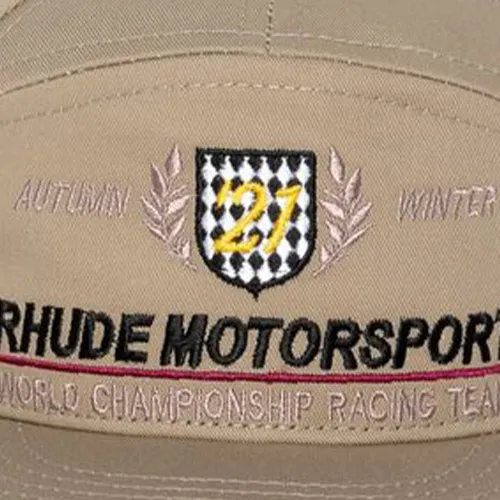 AUTUMN '21 WINTER
RHUDE MOTORSPORT
WORLD CHAMPIONSHIP RACING TEAM